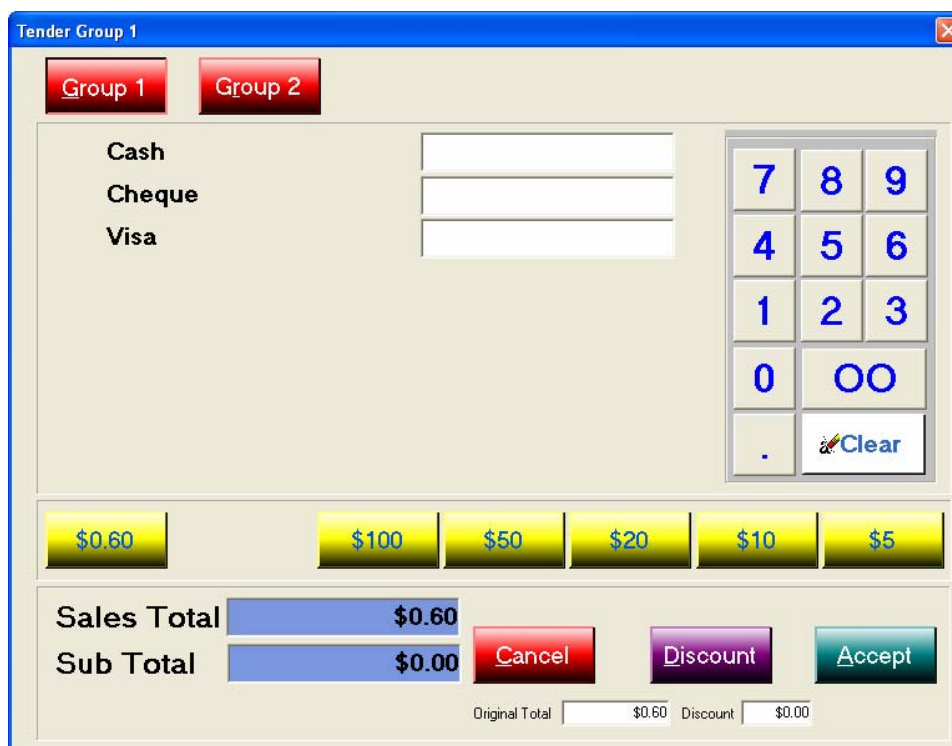 Tender Group 1
Group 1 Group 2
Cash
Cheque
Visa
7 8 9
4 5 6
1 2 3
0 00
. Clear
$0.60 $100 $50 $20 $10 $5
Sales Total $0.60
Sub Total $0.00
Cancel Discount Accept
Original Total $0.60 Discount $0.00